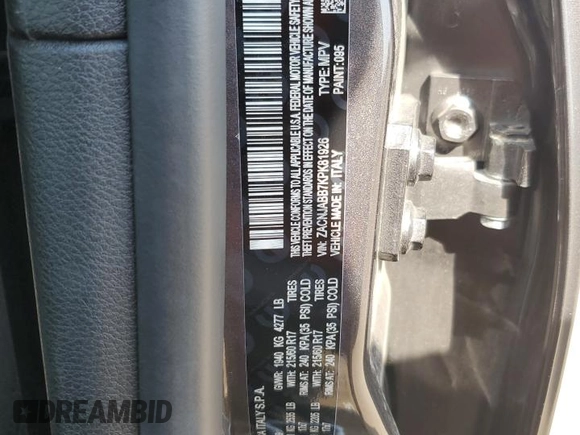 A ITALY S.P.A.
GVWR: 1940 KG 4277 LB
WITH: 215/60 R17 TIRES
RIMS AT: 240 KPA (35 PSI) COLD
WITH: 215/60 R17 TIRES
RIMS AT: 240 KPA (35 PSI) COLD
THIS VEHICLE CONFORMS TO ALL APPLICABLE U.S.A. FEDERAL MOTOR VEHICLE SAFETY
THEFT PREVENTION STANDARDS IN EFFECT ON THE DATE OF MANUFACTURE SHOWN
VIN: ZACNJABB7KPK81926 TYPE: MPV
VEHICLE MADE IN: ITALY PAINT: 095
DREAMBID